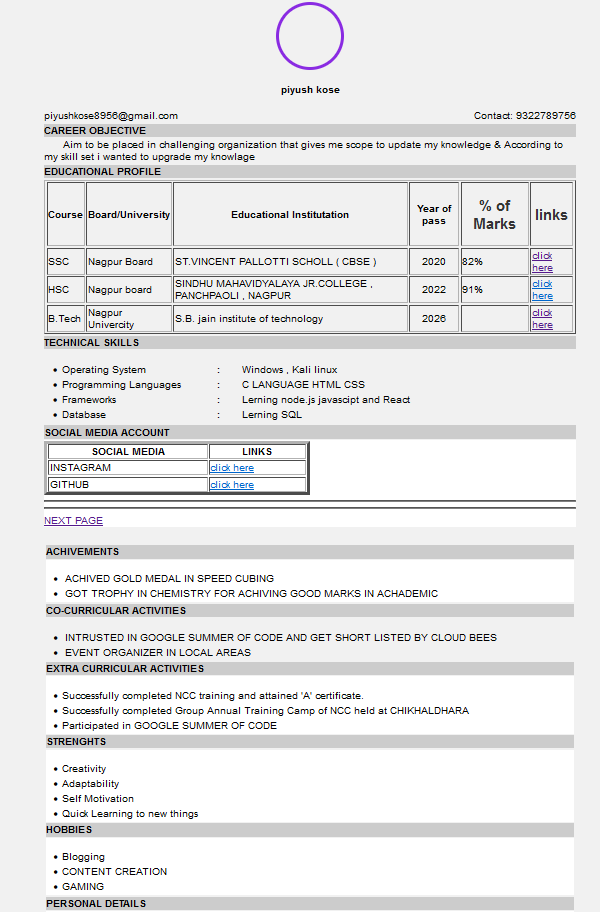 piyush kose
piyushkose8956@gmail.com Contact: 9322789756
CAREER OBJECTIVE
Aim to be placed in challenging organization that gives me scope to update my knowledge & According to
my skill set i wanted to upgrade my knowlage
EDUCATIONAL PROFILE
Course Board/University Educational Institutation Year of pass % of Marks links
SSC Nagpur Board ST.VINCENT PALLOTTI SCHOLL ( CBSE ) 2020 82% click here
HSC Nagpur board SINDHU MAHAVIDYALAYA JR.COLLEGE , PANCHPAOLI , NAGPUR 2022 91% click here
B.Tech Nagpur Univercity S.B. jain institute of technology 2026 click here
TECHNICAL SKILLS
• Operating System : Windows , Kali linux
• Programming Languages : C LANGUAGE HTML CSS
• Frameworks : Lerning node.js javascipt and React
• Database : Lerning SQL
SOCIAL MEDIA ACCOUNT
SOCIAL MEDIA LINKS
INSTAGRAM click here
GITHUB click here
NEXT PAGE
ACHIVEMENTS
• ACHIVED GOLD MEDAL IN SPEED CUBING
• GOT TROPHY IN CHEMISTRY FOR ACHIVING GOOD MARKS IN ACHADEMIC
CO-CURRICULAR ACTIVITIES
• INTRUSTED IN GOOGLE SUMMER OF CODE AND GET SHORT LISTED BY CLOUD BEES
• EVENT ORGANIZER IN LOCAL AREAS
EXTRA CURRICULAR ACTIVITIES
• Successfully completed NCC training and attained 'A' certificate.
• Successfully completed Group Annual Training Camp of NCC held at CHIKHALDHARA
• Participated in GOOGLE SUMMER OF CODE
STRENGHTS
• Creativity
• Adaptability
• Self Motivation
• Quick Learning to new things
HOBBIES
• Blogging
• CONTENT CREATION
• GAMING
PERSONAL DETAILS